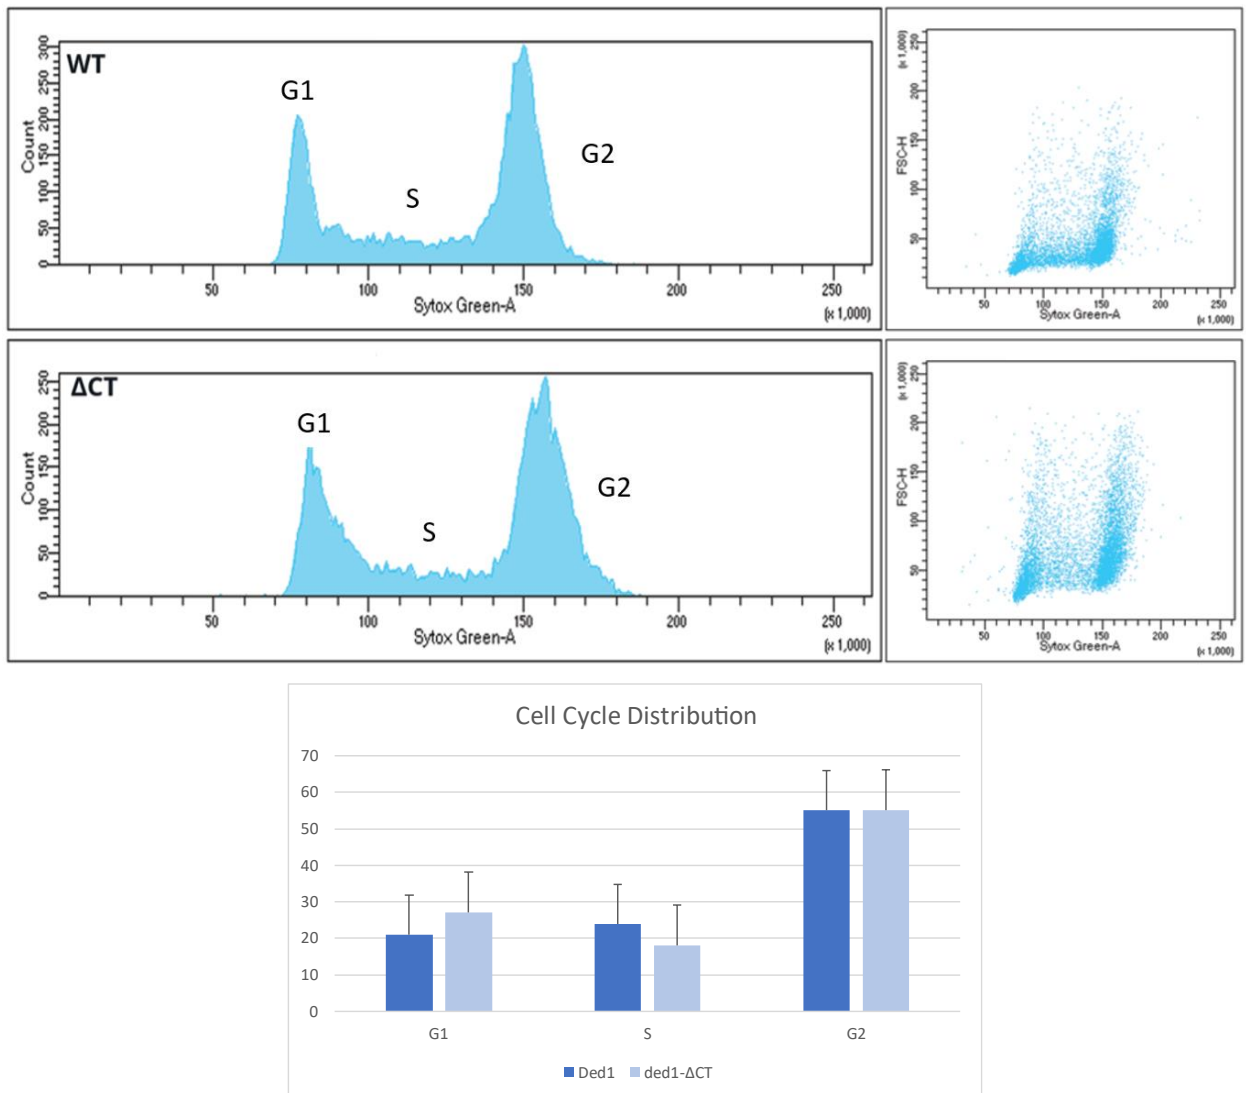 WT
G1
S
G2
Count
300
250
200
150
100
50
0
50 100 150 200 250
Sytox Green-A
(x 1,000)
(x 1,000)
FSC-H
250
200
150
100
50
50 100 150 200 250
Sytox Green-A
(x 1,000)
ΔCT
G1
S
G2
Count
250
200
150
100
50
0
50 100 150 200 250
Sytox Green-A
(x 1,000)
(x 1,000)
FSC-H
250
200
150
100
50
50 100 150 200 250
Sytox Green-A
(x 1,000)
Cell Cycle Distribution
70
60
50
40
30
20
10
0
G1 S G2
Ded1 ded1-ΔCT